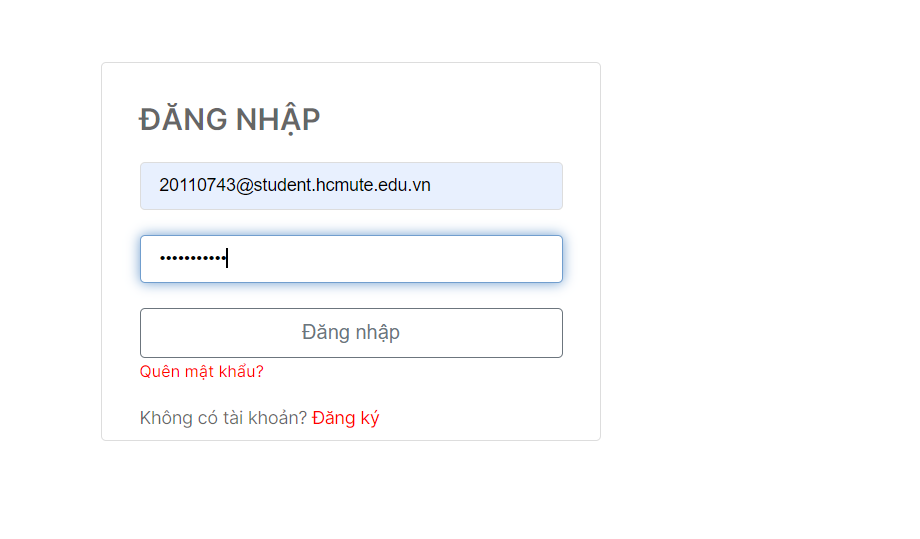 ĐĂNG NHẬP
20110743@student.hcmute.edu.vn
•••••••••••
Đăng nhập
Quên mật khẩu?
Không có tài khoản? Đăng ký